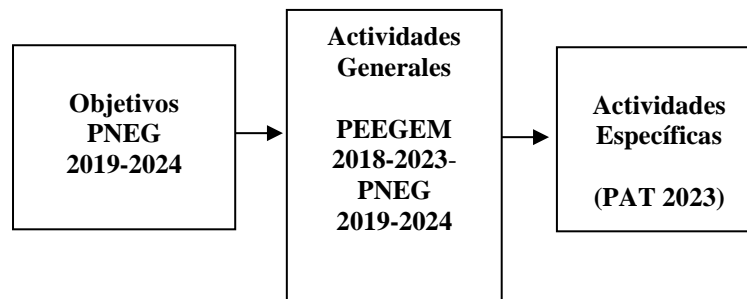 Objetivos
PNEG
2019-2024
Actividades
Generales
PEEGEM
2018-2023-
PNEG
2019-2024
Actividades
Específicas
(PAT 2023)